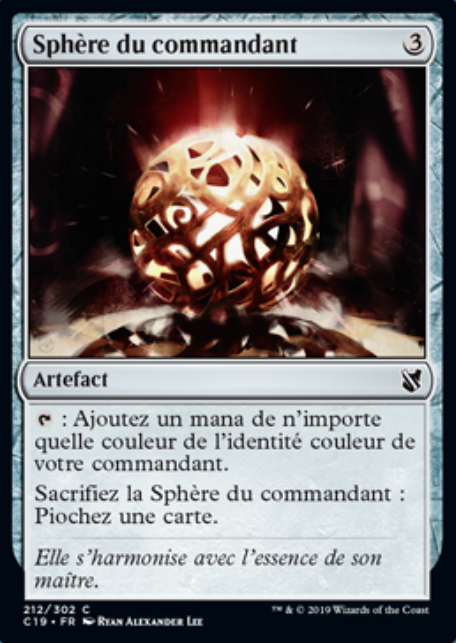 Sphère du commandant 3
Artefact
: Ajoutez un mana de n'importe
quelle couleur de l'identité couleur de
votre commandant.
Sacrifiez la Sphère du commandant :
Piochez une carte.
Elle s'harmonise avec l'essence de son
maître.
212/302 C
C19 • FR Ryan Alexander Lee
™ & © 2019 Wizards of the Coast